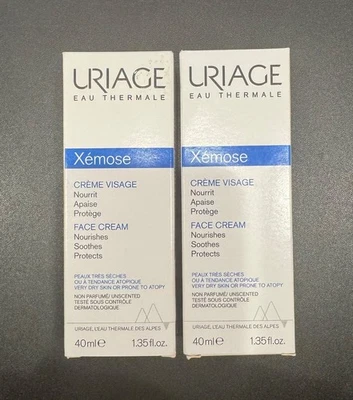 URIAGE
EAU THERMALE
Xémose
CRÈME VISAGE
Nourrit
Apaise
Protège
FACE CREAM
Nourishes
Soothes
Protects
PEAUX TRÈS SÈCHES
OU À TENDANCE ATOPIQUE
VERY DRY SKIN OR PRONE TO ATOPY
NON PARFUMÉ/ UNSCENTED
TESTÉ SOUS CONTRÔLE
DERMATOLOGIQUE
URIAGE, L'EAU THERMALE DES ALPES
40 ml e 1.35 fl.oz.
URIAGE
EAU THERMALE
Xémose
CRÈME VISAGE
Nourrit
Apaise
Protège
FACE CREAM
Nourishes
Soothes
Protects
PEAUX TRÈS SÈCHES
OU À TENDANCE ATOPIQUE
VERY DRY SKIN OR PRONE TO ATOPY
NON PARFUMÉ/ UNSCENTED
TESTÉ SOUS CONTRÔLE
DERMATOLOGIQUE
URIAGE, L'EAU THERMALE DES ALPES
40 ml e 1.35 fl.oz.